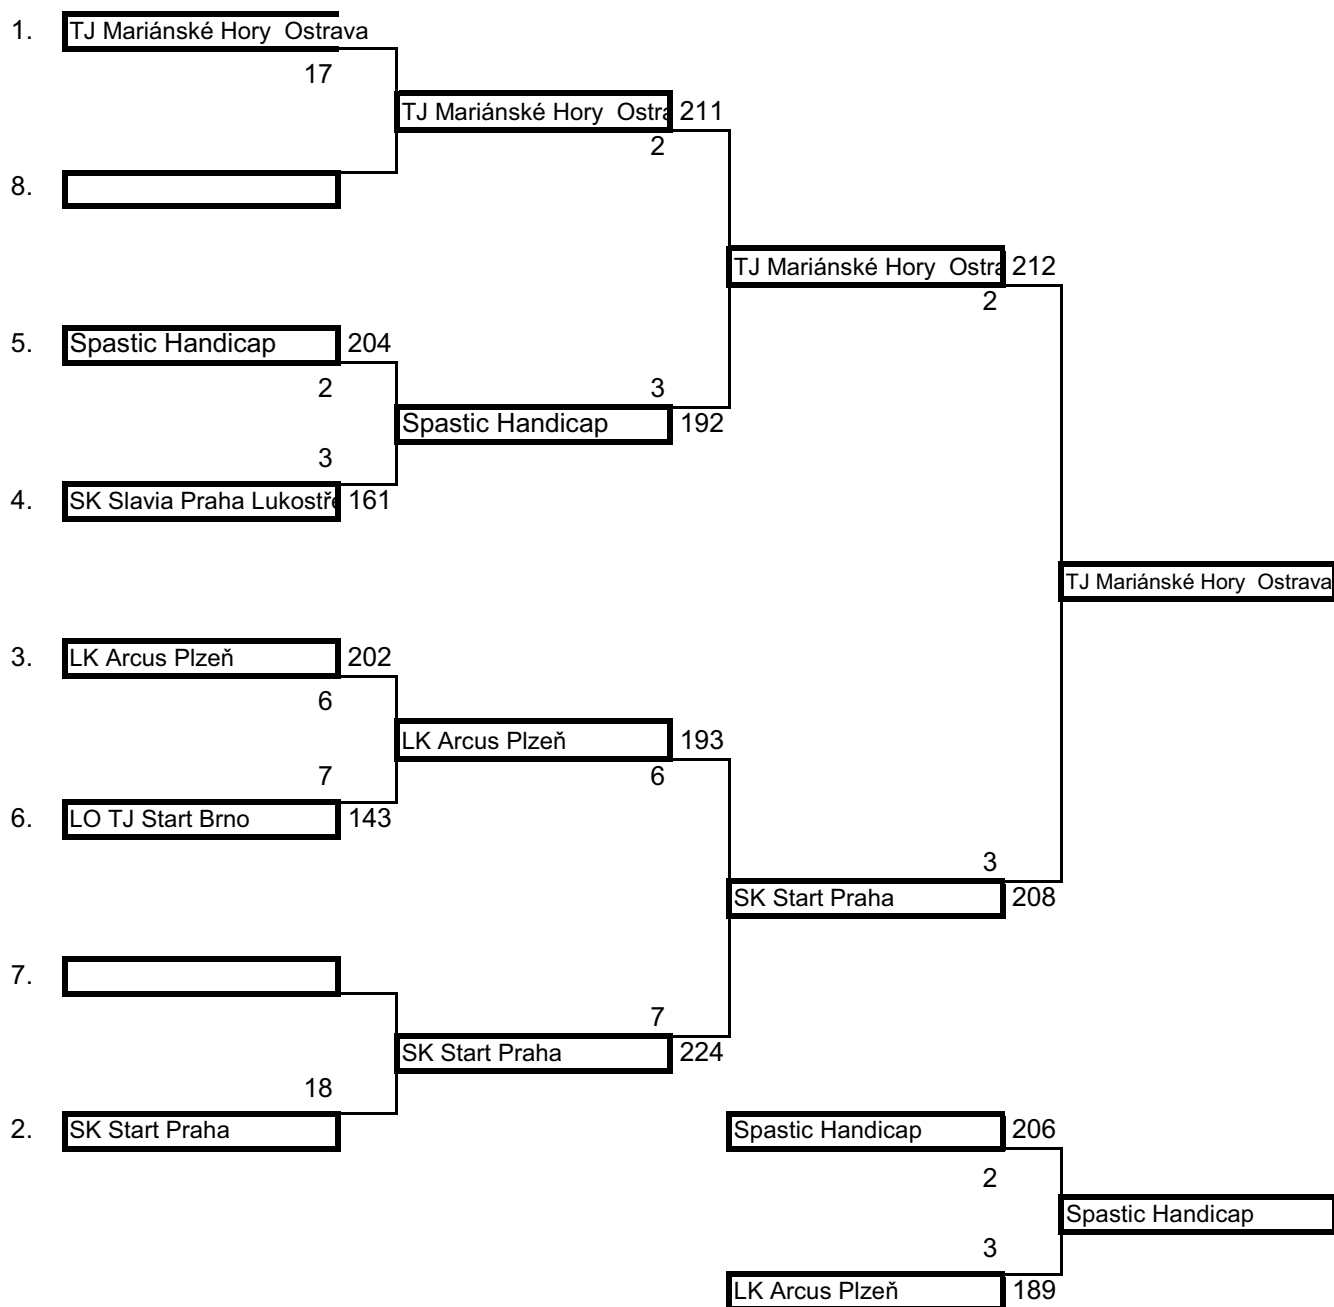 1. TJ Mariánské Hory  Ostrava
17
TJ Mariánské Hory  Ostra 211
2
8.
TJ Mariánské Hory  Ostra 212
2
5. Spastic Handicap 204
2
3
Spastic Handicap 192
3
4. SK Slavia Praha Lukostře 161
TJ Mariánské Hory  Ostrava
3. LK Arcus Plzeň 202
6
LK Arcus Plzeň 193
7
6
6. LO TJ Start Brno 143
3
SK Start Praha 208
7.
7
SK Start Praha 224
18
2. SK Start Praha
Spastic Handicap 206
2
Spastic Handicap
3
LK Arcus Plzeň 189